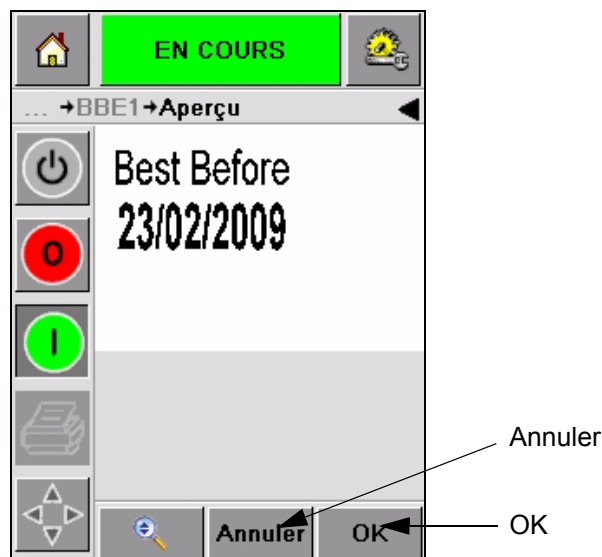 EN COURS
... →BBE1→Aperçu
Best Before
23/02/2009
O
I
Annuler
OK
Annuler
OK